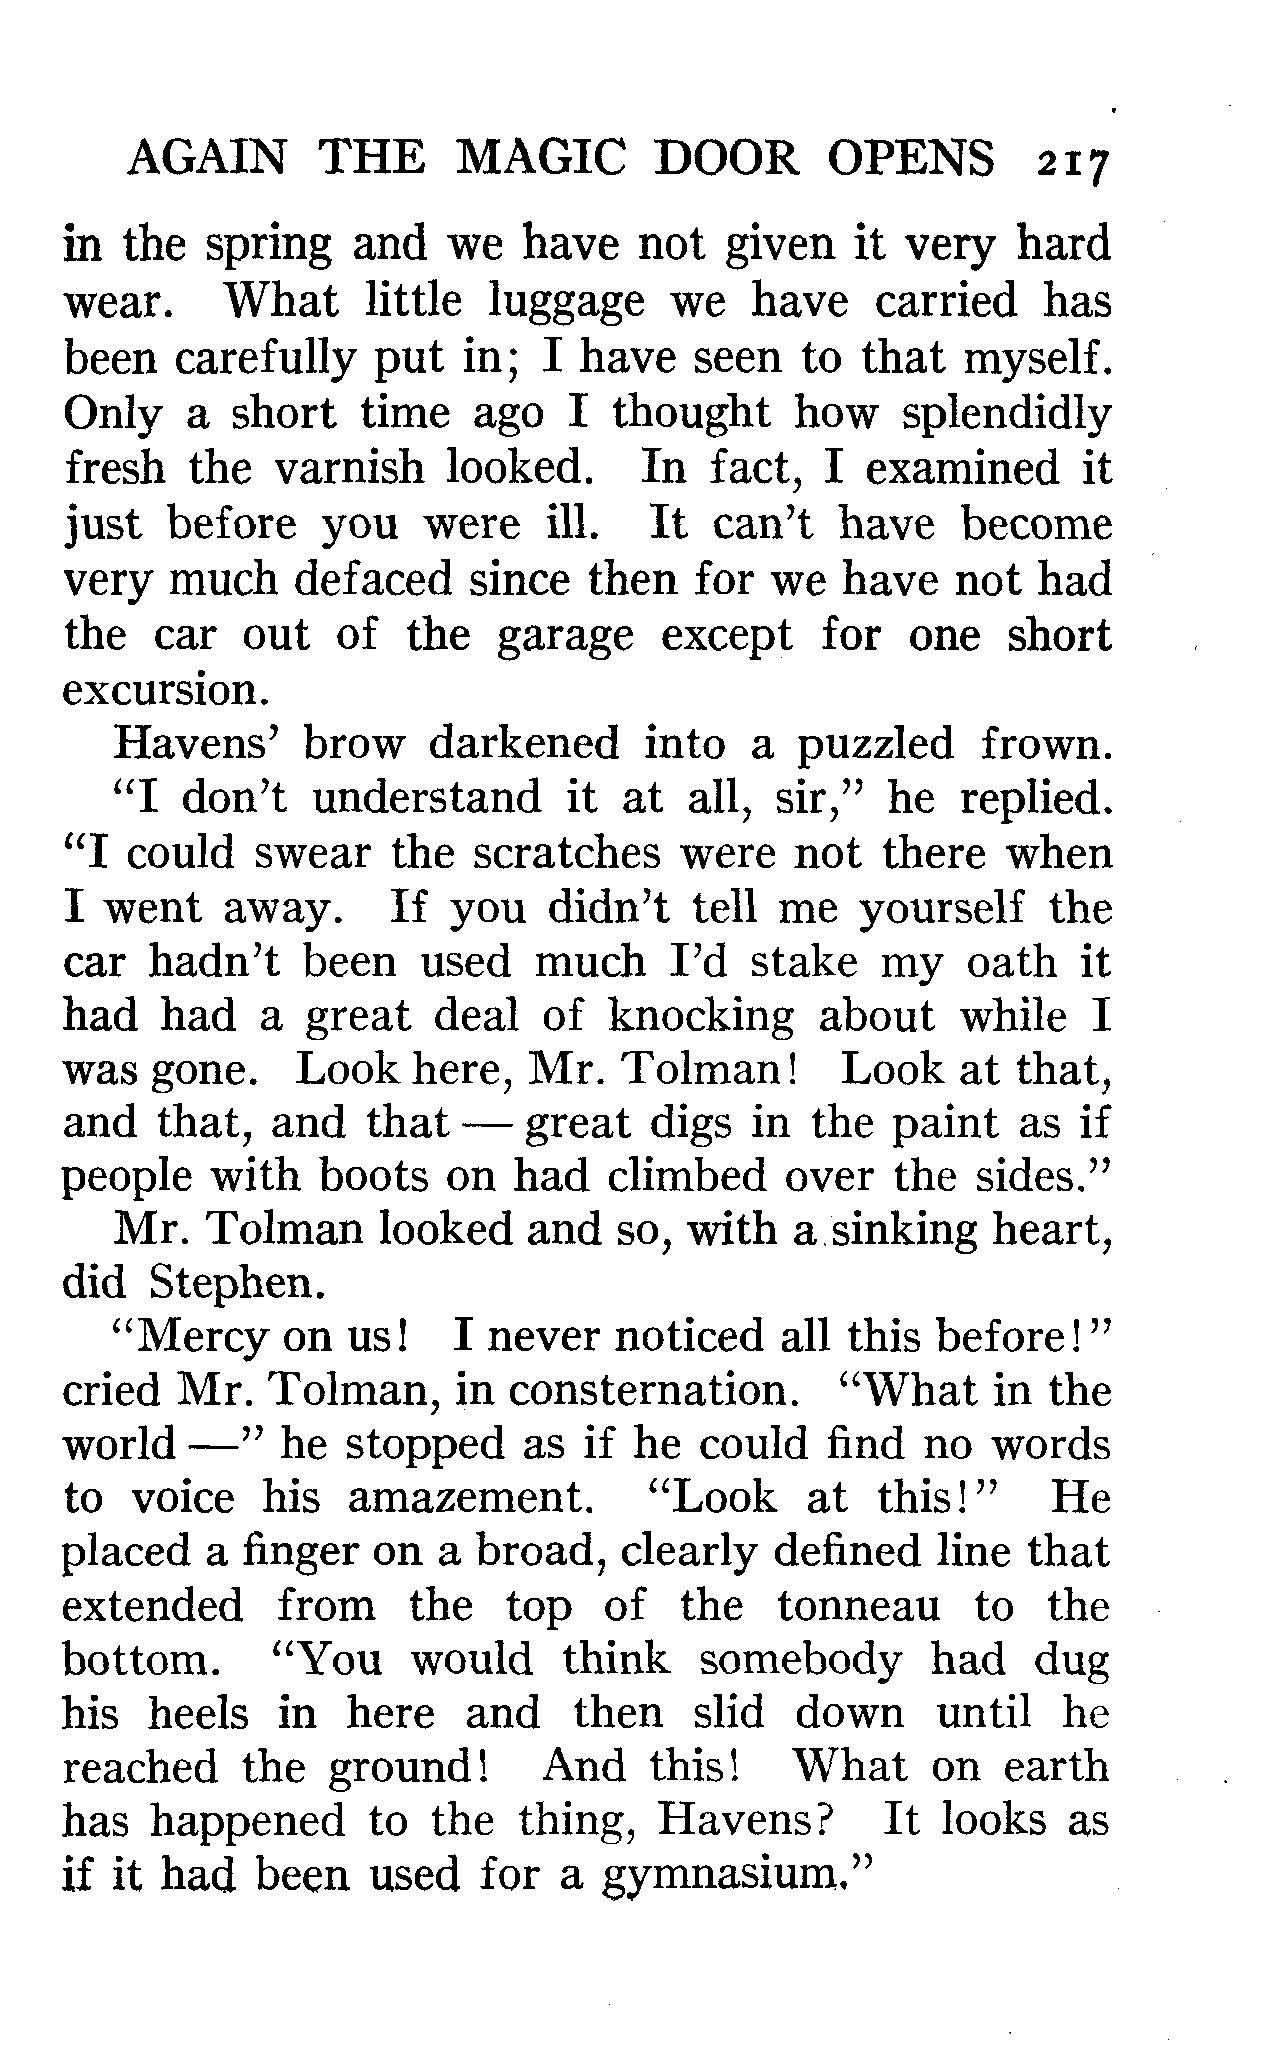 AGAIN THE MAGIC DOOR OPENS 217
in the spring and we have not given it very hard
wear. What little luggage we have carried has
been carefully put in; I have seen to that myself.
Only a short time ago I thought how splendidly
fresh the varnish looked. In fact, I examined it
just before you were ill. It can't have become
very much defaced since then for we have not had
the car out of the garage except for one short
excursion.
Havens' brow darkened into a puzzled frown.
"I don't understand it at all, sir," he replied.
"I could swear the scratches were not there when
I went away. If you didn't tell me yourself the
car hadn't been used much I'd stake my oath it
had had a great deal of knocking about while I
was gone. Look here, Mr. Tolman! Look at that,
and that, and that — great digs in the paint as if
people with boots on had climbed over the sides."
Mr. Tolman looked and so, with a sinking heart,
did Stephen.
"Mercy on us! I never noticed all this before!"
cried Mr. Tolman, in consternation. "What in the
world —" he stopped as if he could find no words
to voice his amazement. "Look at this!" He
placed a finger on a broad, clearly defined line that
extended from the top of the tonneau to the
bottom. "You would think somebody had dug
his heels in here and then slid down until he
reached the ground! And this! What on earth
has happened to the thing, Havens? It looks as
if it had been used for a gymnasium."